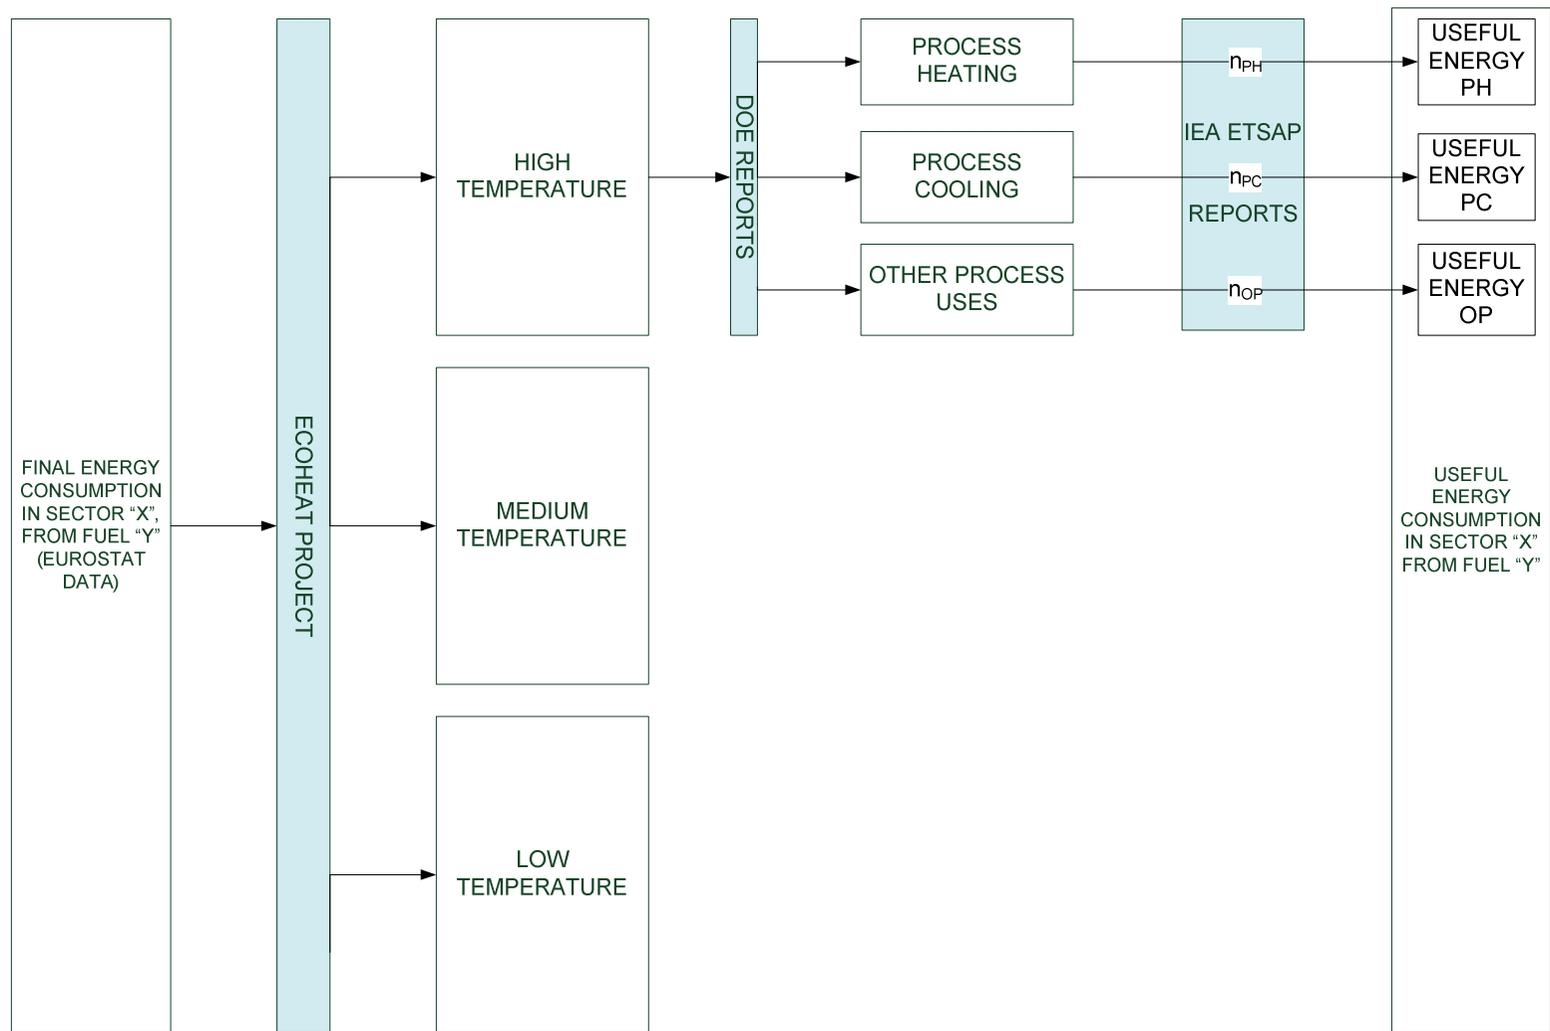 FINAL ENERGY
CONSUMPTION
IN SECTOR “X”,
FROM FUEL “Y”
(EUROSTAT
DATA)
ECOHEAT PROJECT
HIGH
TEMPERATURE
MEDIUM
TEMPERATURE
LOW
TEMPERATURE
DOE REPORTS
PROCESS
HEATING
PROCESS
COOLING
OTHER PROCESS
USES
nPH
IEA ETSAP
nPC
REPORTS
nOP
USEFUL
ENERGY
PH
USEFUL
ENERGY
PC
USEFUL
ENERGY
OP
USEFUL
ENERGY
CONSUMPTION
IN SECTOR “X”
FROM FUEL “Y”